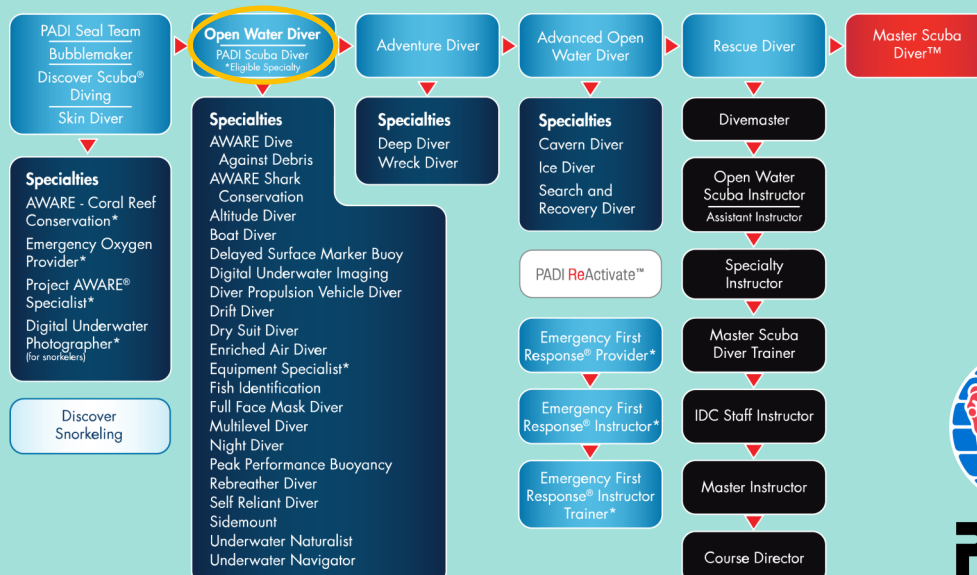 PADI Seal Team
Bubblemaker
Discover Scuba®
Diving
Skin Diver
Specialties
AWARE - Coral Reef
Conservation*
Emergency Oxygen
Provider*
Project AWARE®
Specialist*
Digital Underwater
Photographer*
(for snorkelers)
Discover
Snorkeling
Open Water Diver
PADI Scuba Diver
*Eligible Specialty
Specialties
AWARE Dive
Against Debris
AWARE Shark
Conservation
Altitude Diver
Boat Diver
Delayed Surface Marker Buoy
Digital Underwater Imaging
Diver Propulsion Vehicle Diver
Drift Diver
Dry Suit Diver
Enriched Air Diver
Equipment Specialist*
Fish Identification
Full Face Mask Diver
Multilevel Diver
Night Diver
Peak Performance Buoyancy
Rebreather Diver
Self Reliant Diver
Sidemount
Underwater Naturalist
Underwater Navigator
Adventure Diver
Specialties
Deep Diver
Wreck Diver
Advanced Open
Water Diver
Specialties
Cavern Diver
Ice Diver
Search and
Recovery Diver
PADI ReActivate™
Emergency First
Response® Provider*
Emergency First
Response® Instructor*
Emergency First
Response® Instructor
Trainer*
Rescue Diver
Divemaster
Open Water
Scuba Instructor
Assistant Instructor
Specialty
Instructor
Master Scuba
Diver Trainer
IDC Staff Instructor
Master Instructor
Course Director
Master Scuba
Diver™